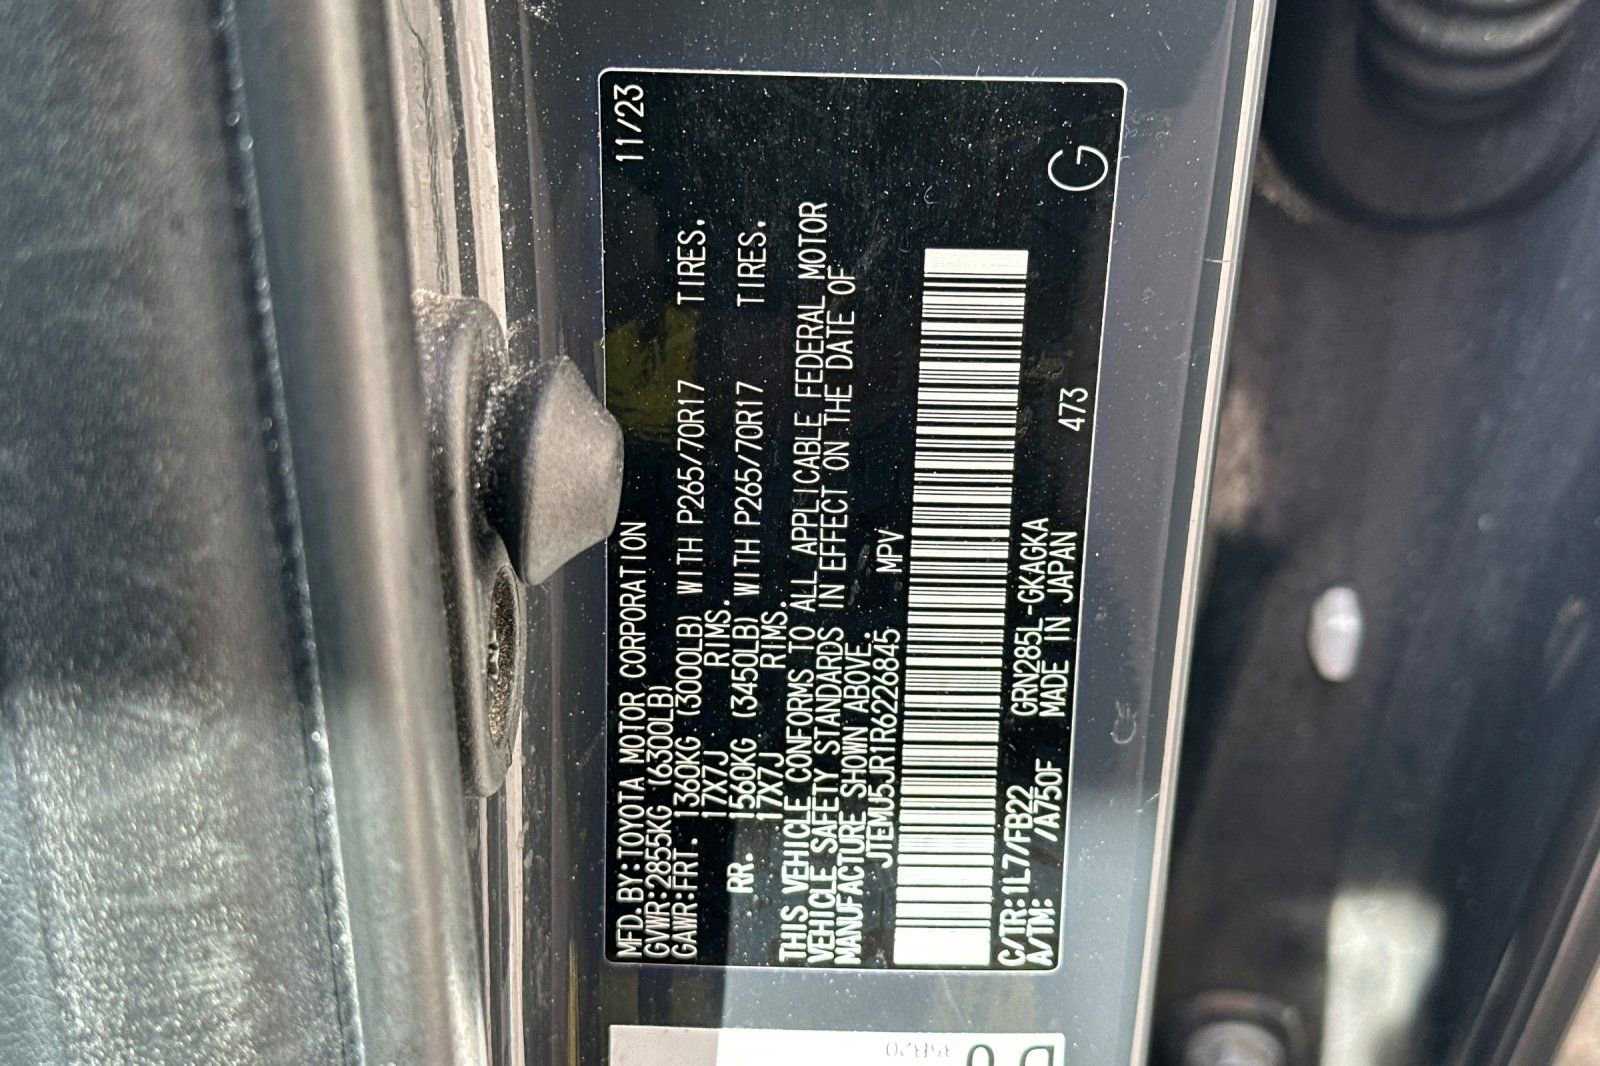 MFD.BY:TOYOTA MOTOR CORPORATION 11/23
GVWR:2855KG (6300LB)
GAWR:FRT. 1360KG (3000LB) WITH P265/70R17 TIRES.
17X7J RIMS.
RR. 1560KG (3450LB) WITH P265/70R17 TIRES.
17X7J RIMS.
THIS VEHICLE CONFORMS TO ALL APPLICABLE FEDERAL MOTOR
VEHICLE SAFETY STANDARDS IN EFFECT ON THE DATE OF
MANUFACTURE SHOWN ABOVE.
JTEMU5JR1R6226845 MPV
C/TR:1L7/FB22 GRN285L-GKAGKA 473 G
A/TM: /A750F MADE IN JAPAN